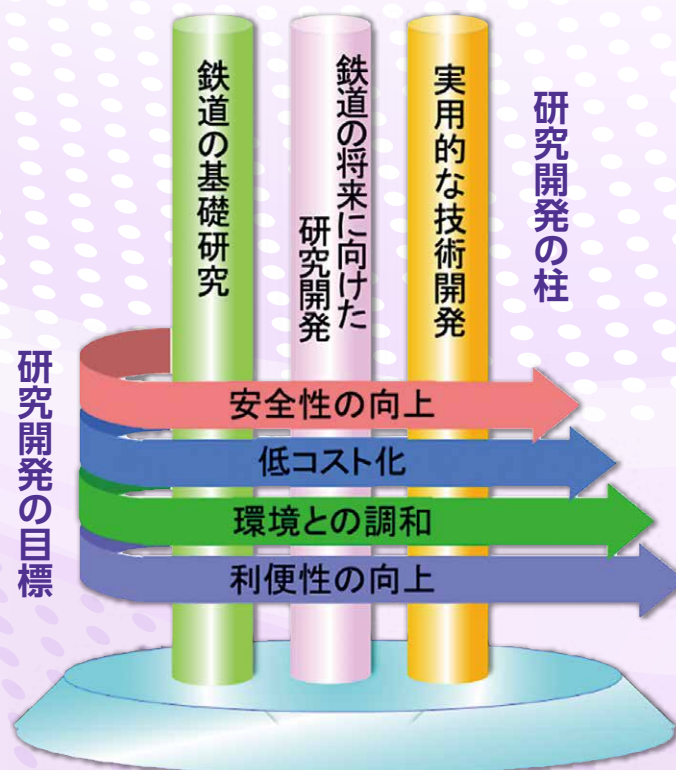 研究開発の柱
実用的な技術開発
鉄道の将来に向けた
研究開発
鉄道の基礎研究
研究開発の目標
安全性の向上
低コスト化
環境との調和
利便性の向上